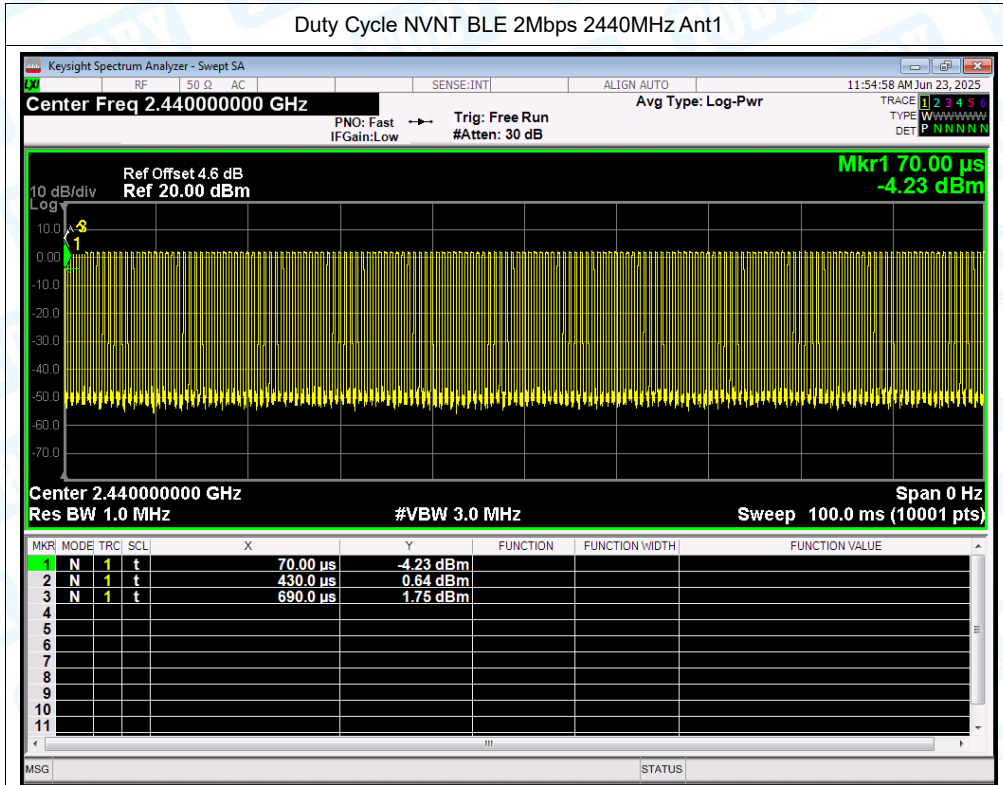 Duty Cycle NVNT BLE 2Mbps 2440MHz Ant1
Keysight Spectrum Analyzer - Swept SA
LXI RF 50 Ω AC SENSE:INT ALIGN AUTO 11:54:58 AM Jun 23, 2025
Center Freq 2.440000000 GHz Avg Type: Log-Pwr TRACE 1 2 3 4 5 6
PNO: Fast Trig: Free Run TYPE WWWWWW
IFGain:Low #Atten: 30 dB DET P N N N N N
Mkr1 70.00 µs
Ref Offset 4.6 dB
10 dB/div Ref 20.00 dBm -4.23 dBm
Log
10.0
0.00
-10.0
-20.0
-30.0
-40.0
-50.0
-60.0
-70.0
1
3
Center 2.440000000 GHz Span 0 Hz
Res BW 1.0 MHz #VBW 3.0 MHz Sweep 100.0 ms (10001 pts)
MKR MODE TRC SCL X Y FUNCTION FUNCTION WIDTH FUNCTION VALUE
1 N 1 t 70.00 µs -4.23 dBm
2 N 1 t 430.0 µs 0.64 dBm
3 N 1 t 690.0 µs 1.75 dBm
4
5
6
7
8
9
10
11
MSG STATUS